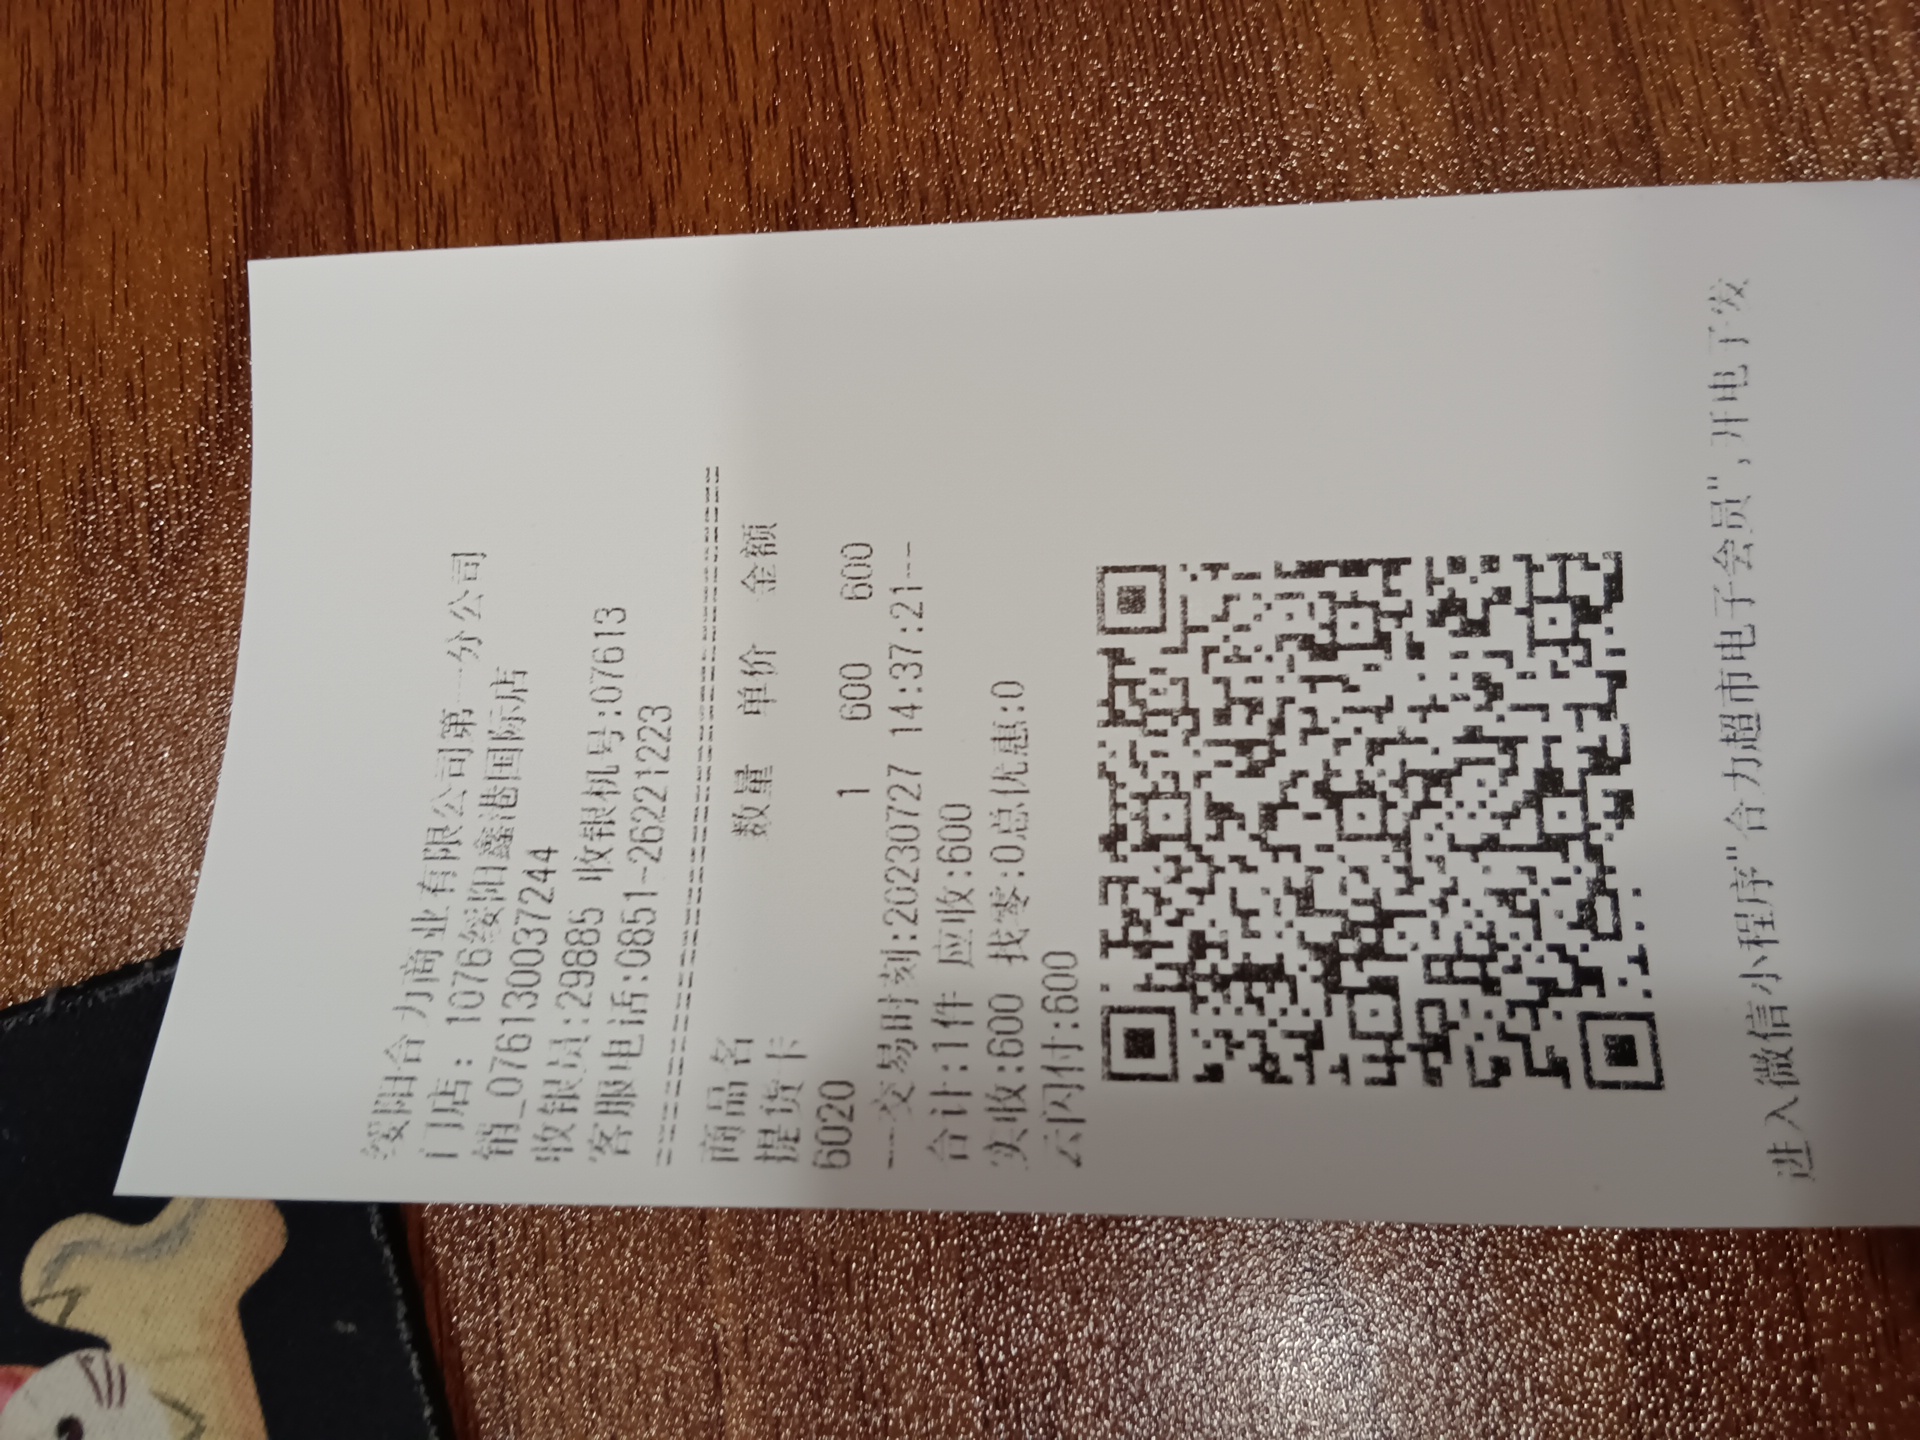 绥阳合力商业有限公司第一分公司
门店: 1076绥阳鑫港国际店
销_076130037244
收银员:29885 收银机号:07613
客服电话:0851-26221223
商品名 数量 单价 金额
提货卡
6020 1 600 600
--交易时刻:20230727 14:37:21--
合计:1件 应收:600
实收:600 找零:0总优惠:0
云闪付:600
进入微信小程序"合力超市电子会员",开电子发